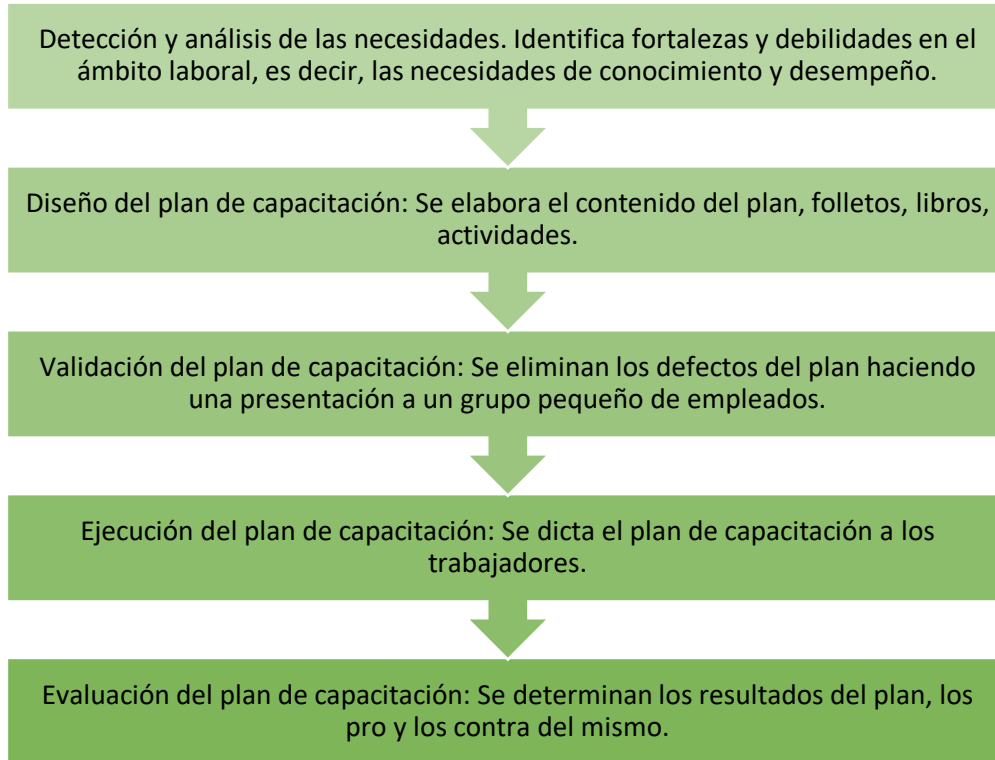 Detección y análisis de las necesidades. Identifica fortalezas y debilidades en el
ámbito laboral, es decir, las necesidades de conocimiento y desempeño.
Diseño del plan de capacitación: Se elabora el contenido del plan, folletos, libros,
actividades.
Validación del plan de capacitación: Se eliminan los defectos del plan haciendo
una presentación a un grupo pequeño de empleados.
Ejecución del plan de capacitación: Se dicta el plan de capacitación a los
trabajadores.
Evaluación del plan de capacitación: Se determinan los resultados del plan, los
pro y los contra del mismo.